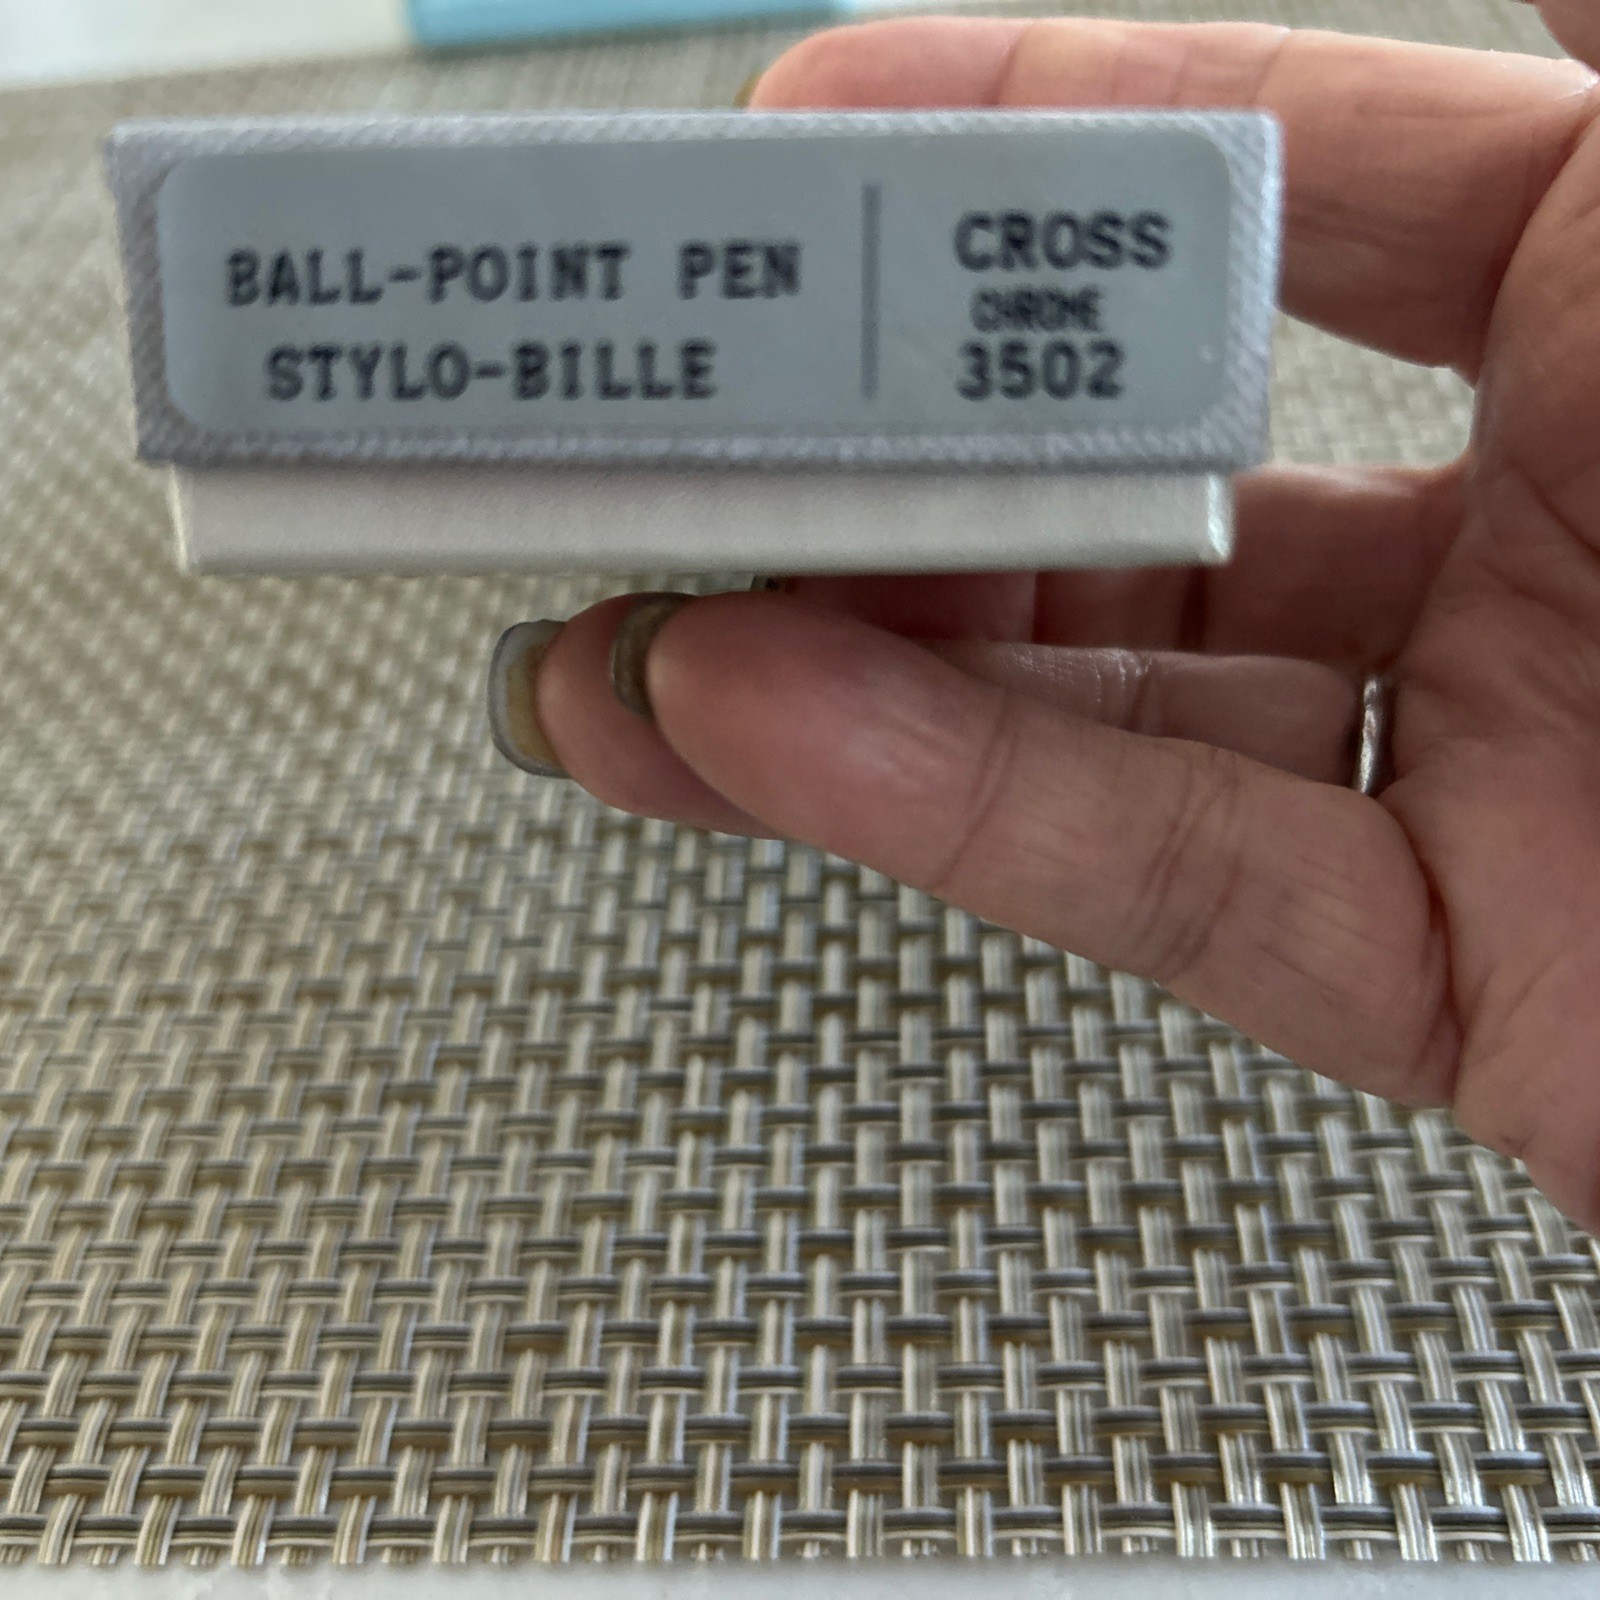 BALL-POINT PEN
STYLO-BILLE
CROSS
CHROME
3502